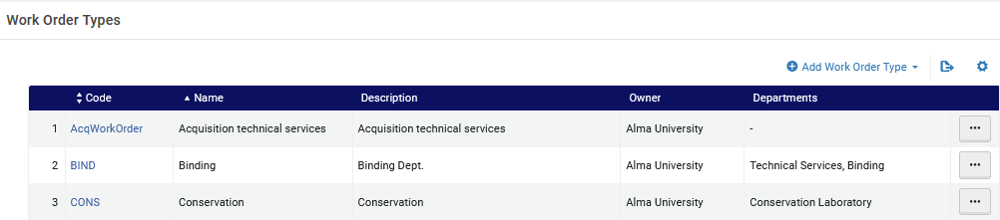 Work Order Types
Add Work Order Type
Code Name Description Owner Departments
1 AcqWorkOrder Acquisition technical services Acquisition technical services Alma University -
2 BIND Binding Binding Dept. Alma University Technical Services, Binding
3 CONS Conservation Conservation Alma University Conservation Laboratory